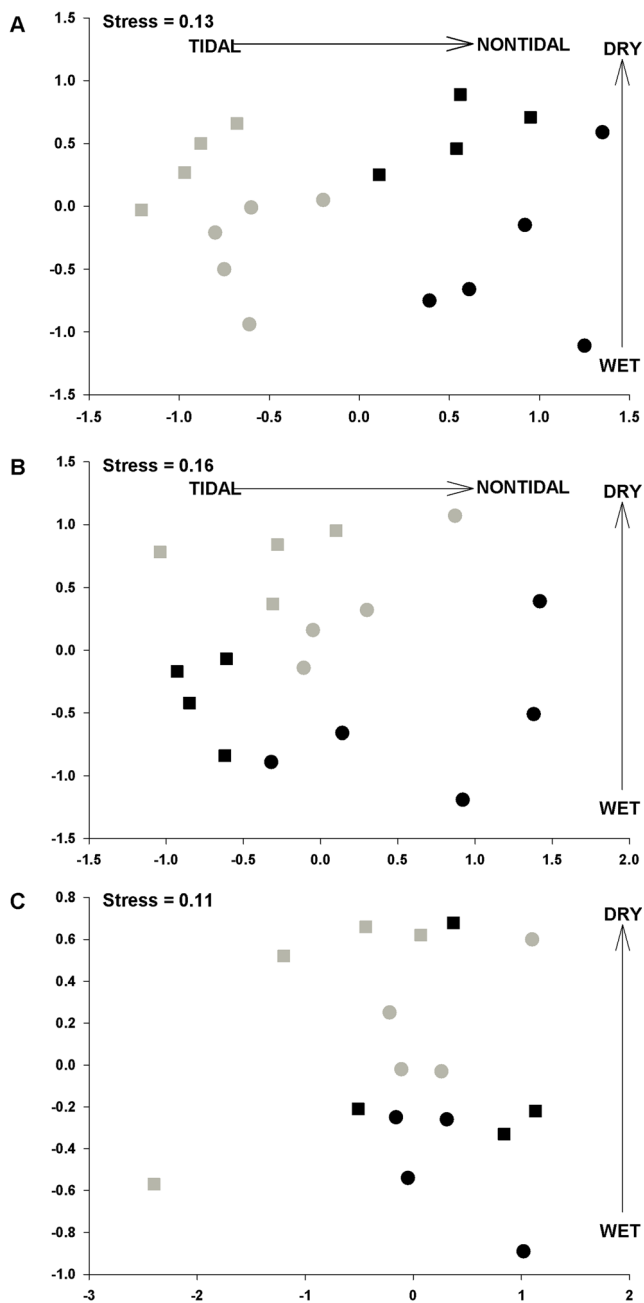 A
Stress = 0.13
TIDAL NONTIDAL DRY
1.5
1.0
0.5
0.0
-0.5
-1.0
WET
-1.5
-1.5 -1.0 -0.5 0.0 0.5 1.0 1.5
B
Stress = 0.16
TIDAL NONTIDAL DRY
1.5
1.0
0.5
0.0
-0.5
-1.0
WET
-1.5
-1.5 -1.0 -0.5 0.0 0.5 1.0 1.5 2.0
C
Stress = 0.11
DRY
0.8
0.6
0.4
0.2
0.0
-0.2
-0.4
-0.6
-0.8
WET
-1.0
-3 -2 -1 0 1 2